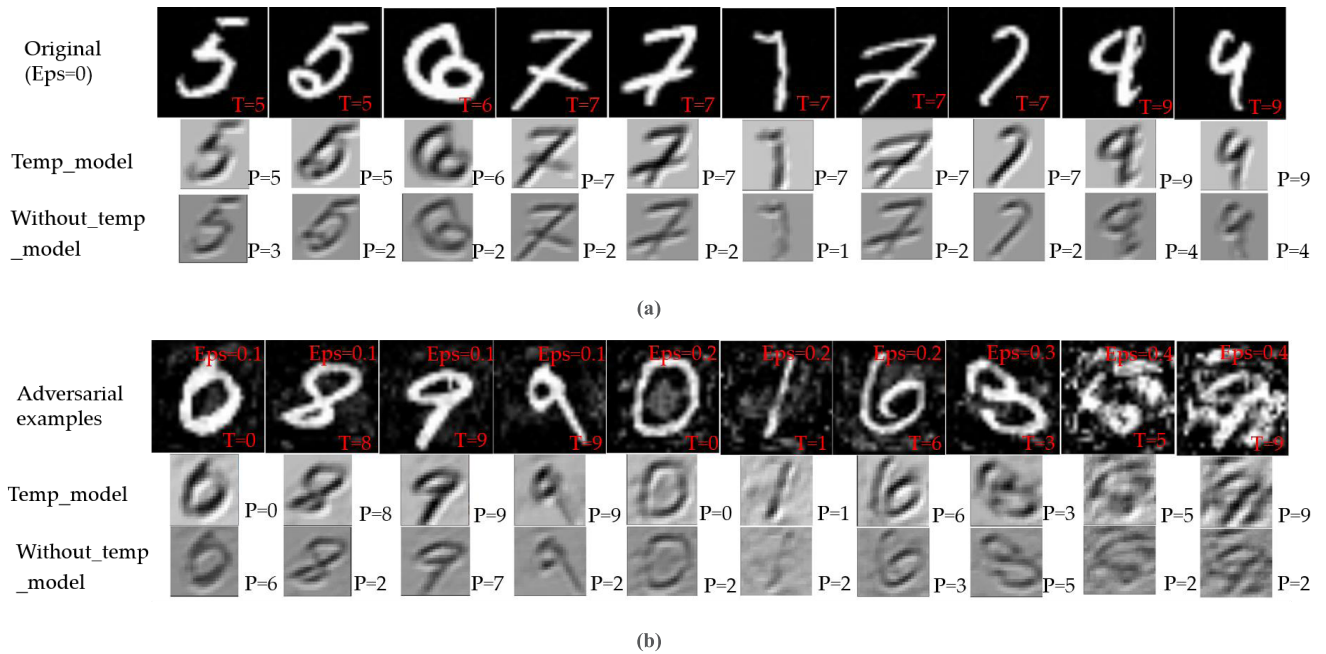 Original
(Eps=0)
T=5 T=5 T=6 T=7 T=7 T=7 T=7 T=7 T=9 T=9
Temp_model P=5 P=5 P=6 P=7 P=7 P=7 P=7 P=7 P=9 P=9
Without_temp
_model P=3 P=2 P=2 P=2 P=2 P=1 P=2 P=2 P=4 P=4
(a)
Eps=0.1 Eps=0.1 Eps=0.1 Eps=0.1 Eps=0.2 Eps=0.2 Eps=0.2 Eps=0.3 Eps=0.4 Eps=0.4
Adversarial
examples
T=0 T=8 T=9 T=9 T=0 T=1 T=6 T=3 T=5 T=9
Temp_model P=0 P=8 P=9 P=9 P=0 P=1 P=6 P=3 P=5 P=9
Without_temp
_model P=6 P=2 P=7 P=2 P=2 P=2 P=3 P=5 P=2 P=2
(b)